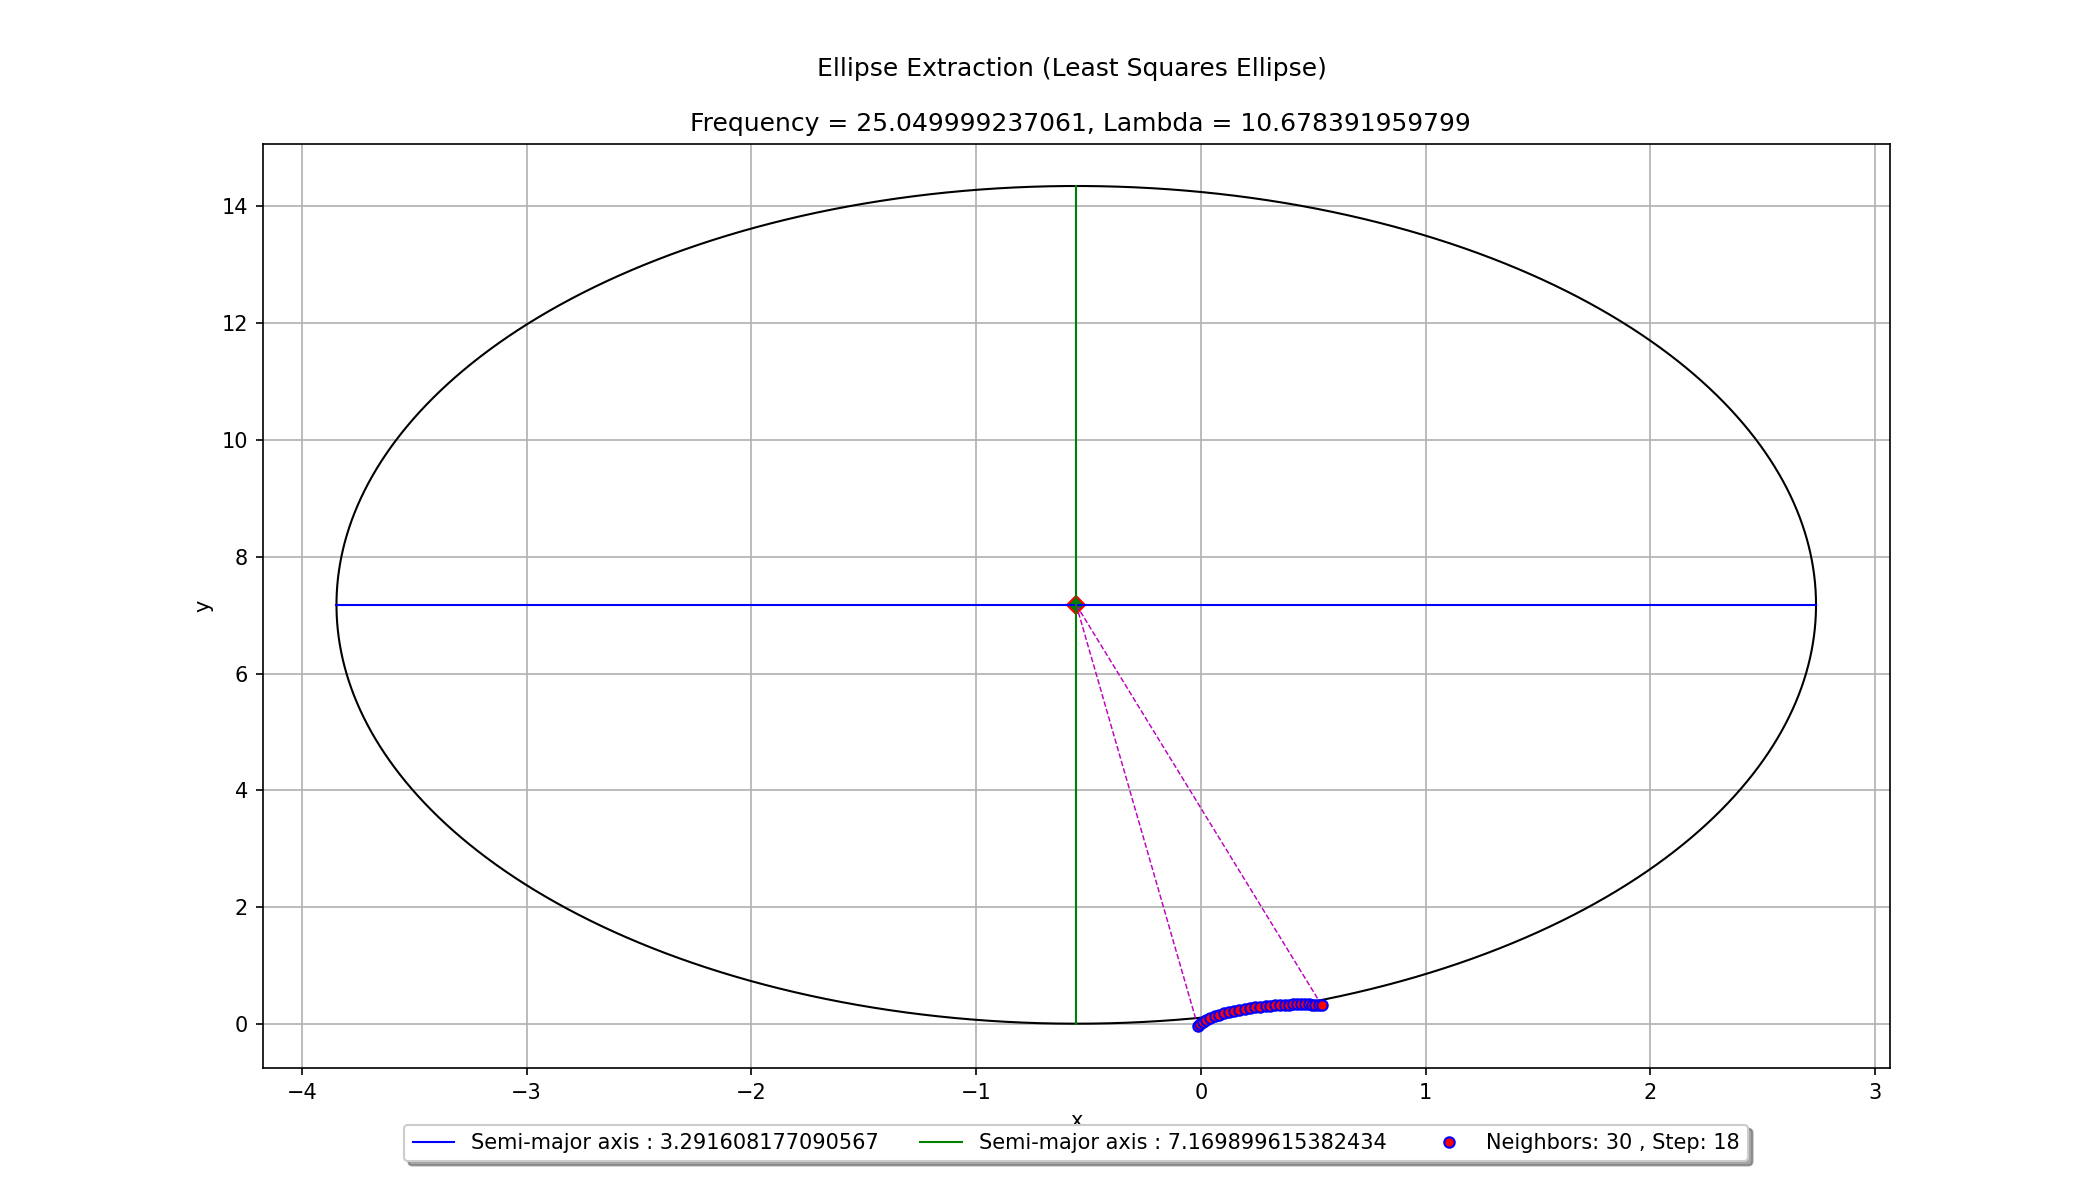 Ellipse Extraction (Least Squares Ellipse)
Frequency = 25.049999237061, Lambda = 10.678391959799
14
12
10
8
6
4
2
0
y
−4 −3 −2 −1 0 1 2 3
x
Semi-major axis : 3.291608177090567 Semi-major axis : 7.169899615382434 Neighbors: 30 , Step: 18